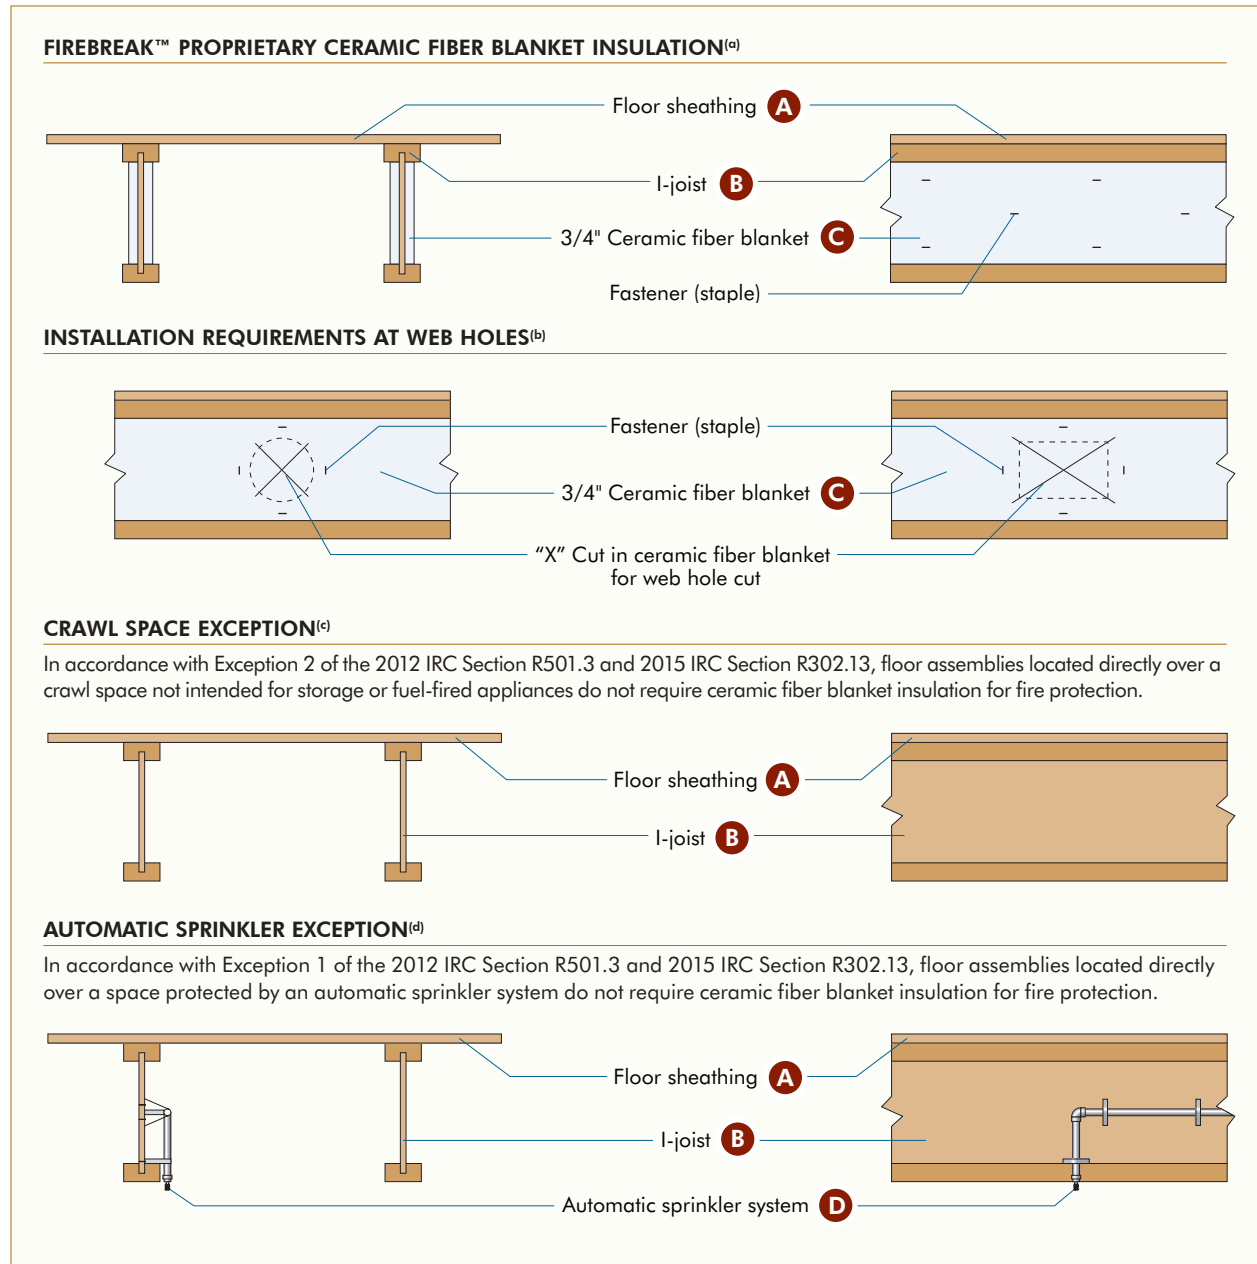 FIREBREAK™ PROPRIETARY CERAMIC FIBER BLANKET INSULATION(a)
Floor sheathing A
I-joist B
3/4" Ceramic fiber blanket C
Fastener (staple)
INSTALLATION REQUIREMENTS AT WEB HOLES(b)
Fastener (staple)
3/4" Ceramic fiber blanket C
“X” Cut in ceramic fiber blanket
for web hole cut
CRAWL SPACE EXCEPTION(c)
In accordance with Exception 2 of the 2012 IRC Section R501.3 and 2015 IRC Section R302.13, floor assemblies located directly over a
crawl space not intended for storage or fuel-fired appliances do not require ceramic fiber blanket insulation for fire protection.
Floor sheathing A
I-joist B
AUTOMATIC SPRINKLER EXCEPTION(d)
In accordance with Exception 1 of the 2012 IRC Section R501.3 and 2015 IRC Section R302.13, floor assemblies located directly
over a space protected by an automatic sprinkler system do not require ceramic fiber blanket insulation for fire protection.
Floor sheathing A
I-joist B
Automatic sprinkler system D